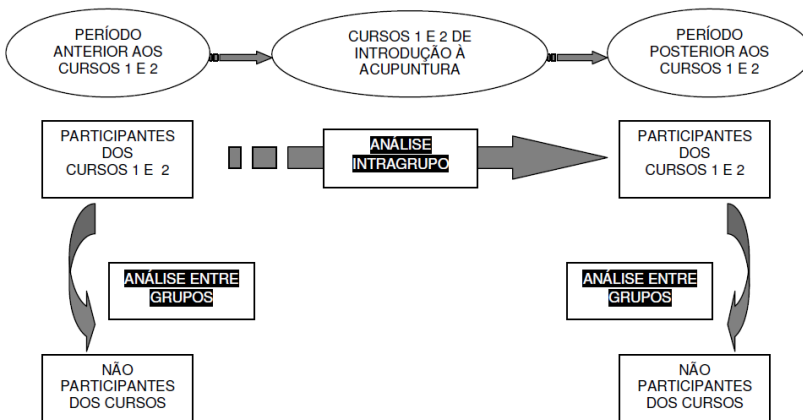 PERÍODO
ANTERIOR AOS
CURSOS 1 E 2
CURSOS 1 E 2 DE
INTRODUÇÃO À
ACUPUNTURA
PERÍODO
POSTERIOR AOS
CURSOS 1 E 2
PARTICIPANTES
DOS
CURSOS 1 E 2
ANÁLISE
INTRAGRUPO
PARTICIPANTES
DOS
CURSOS 1 E 2
ANÁLISE ENTRE
GRUPOS
ANÁLISE ENTRE
GRUPOS
NÃO
PARTICIPANTES
DOS CURSOS
NÃO
PARTICIPANTES
DOS CURSOS